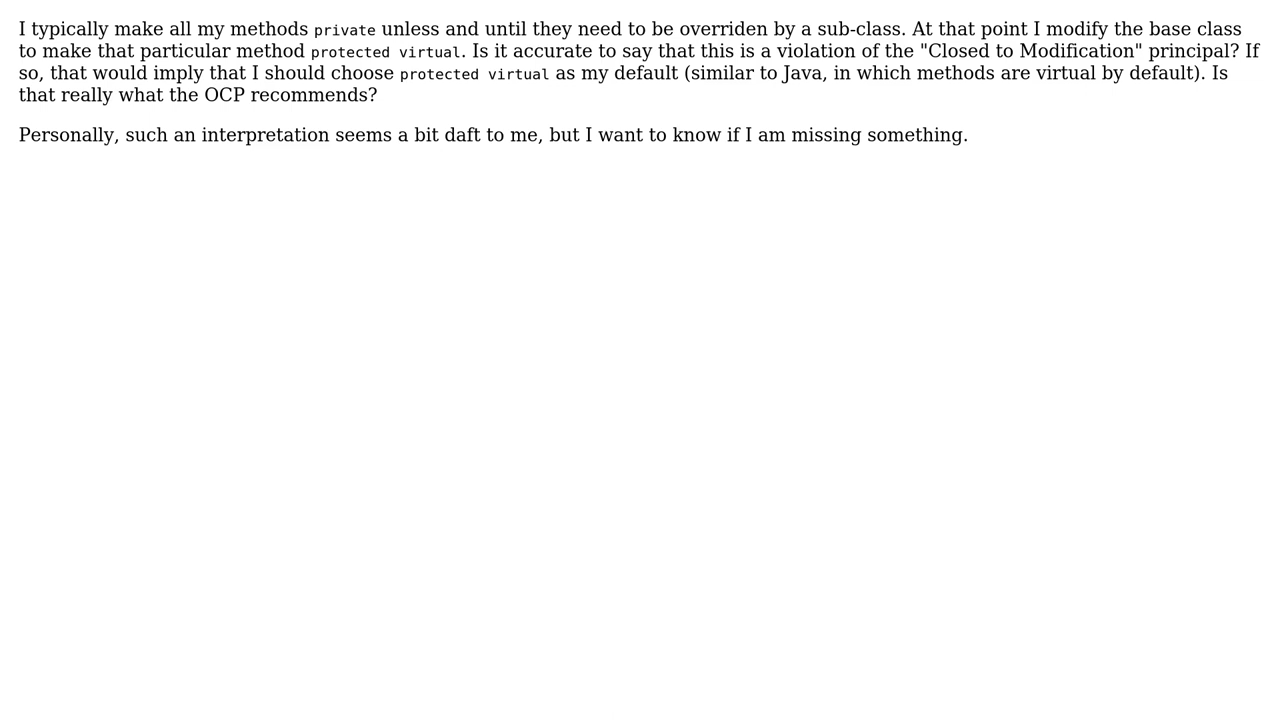 I typically make all my methods private unless and until they need to be overriden by a sub-class. At that point I modify the base class
to make that particular method protected virtual. Is it accurate to say that this is a violation of the "Closed to Modification" principal? If
so, that would imply that I should choose protected virtual as my default (similar to Java, in which methods are virtual by default). Is
that really what the OCP recommends?
Personally, such an interpretation seems a bit daft to me, but I want to know if I am missing something.